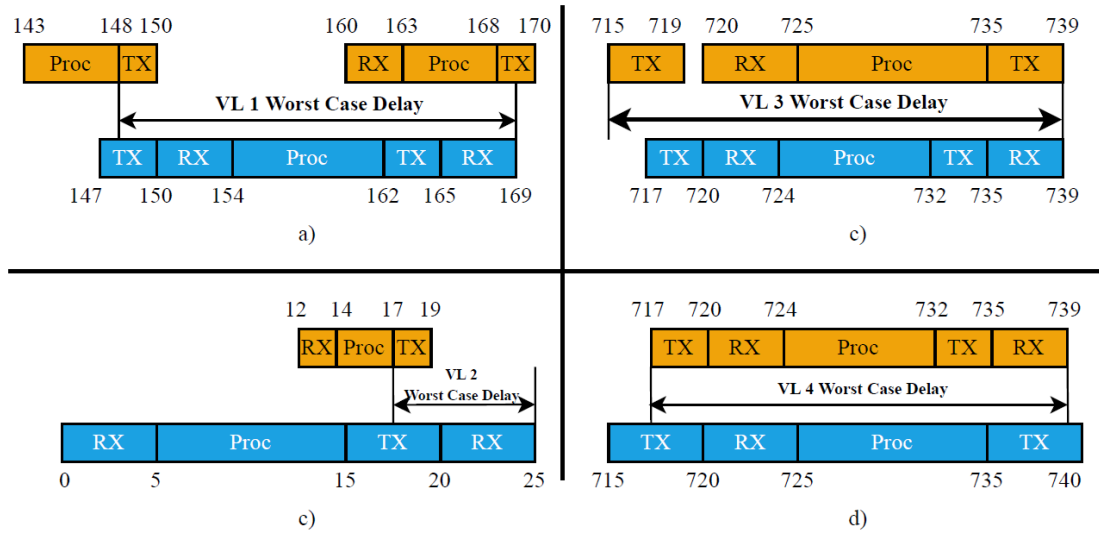 143 148 150 160 163 168 170
Proc TX RX Proc TX
VL 1 Worst Case Delay
TX RX Proc TX RX
147 150 154 162 165 169
a)
715 719 720 725 735 739
TX RX Proc TX
VL 3 Worst Case Delay
TX RX Proc TX RX
717 720 724 732 735 739
c)
12 14 17 19
RX Proc TX
VL 2
Worst Case Delay
RX Proc TX RX
0 5 15 20 25
c)
717 720 724 732 735 739
TX RX Proc TX RX
VL 4 Worst Case Delay
TX RX Proc TX
715 720 725 735 740
d)